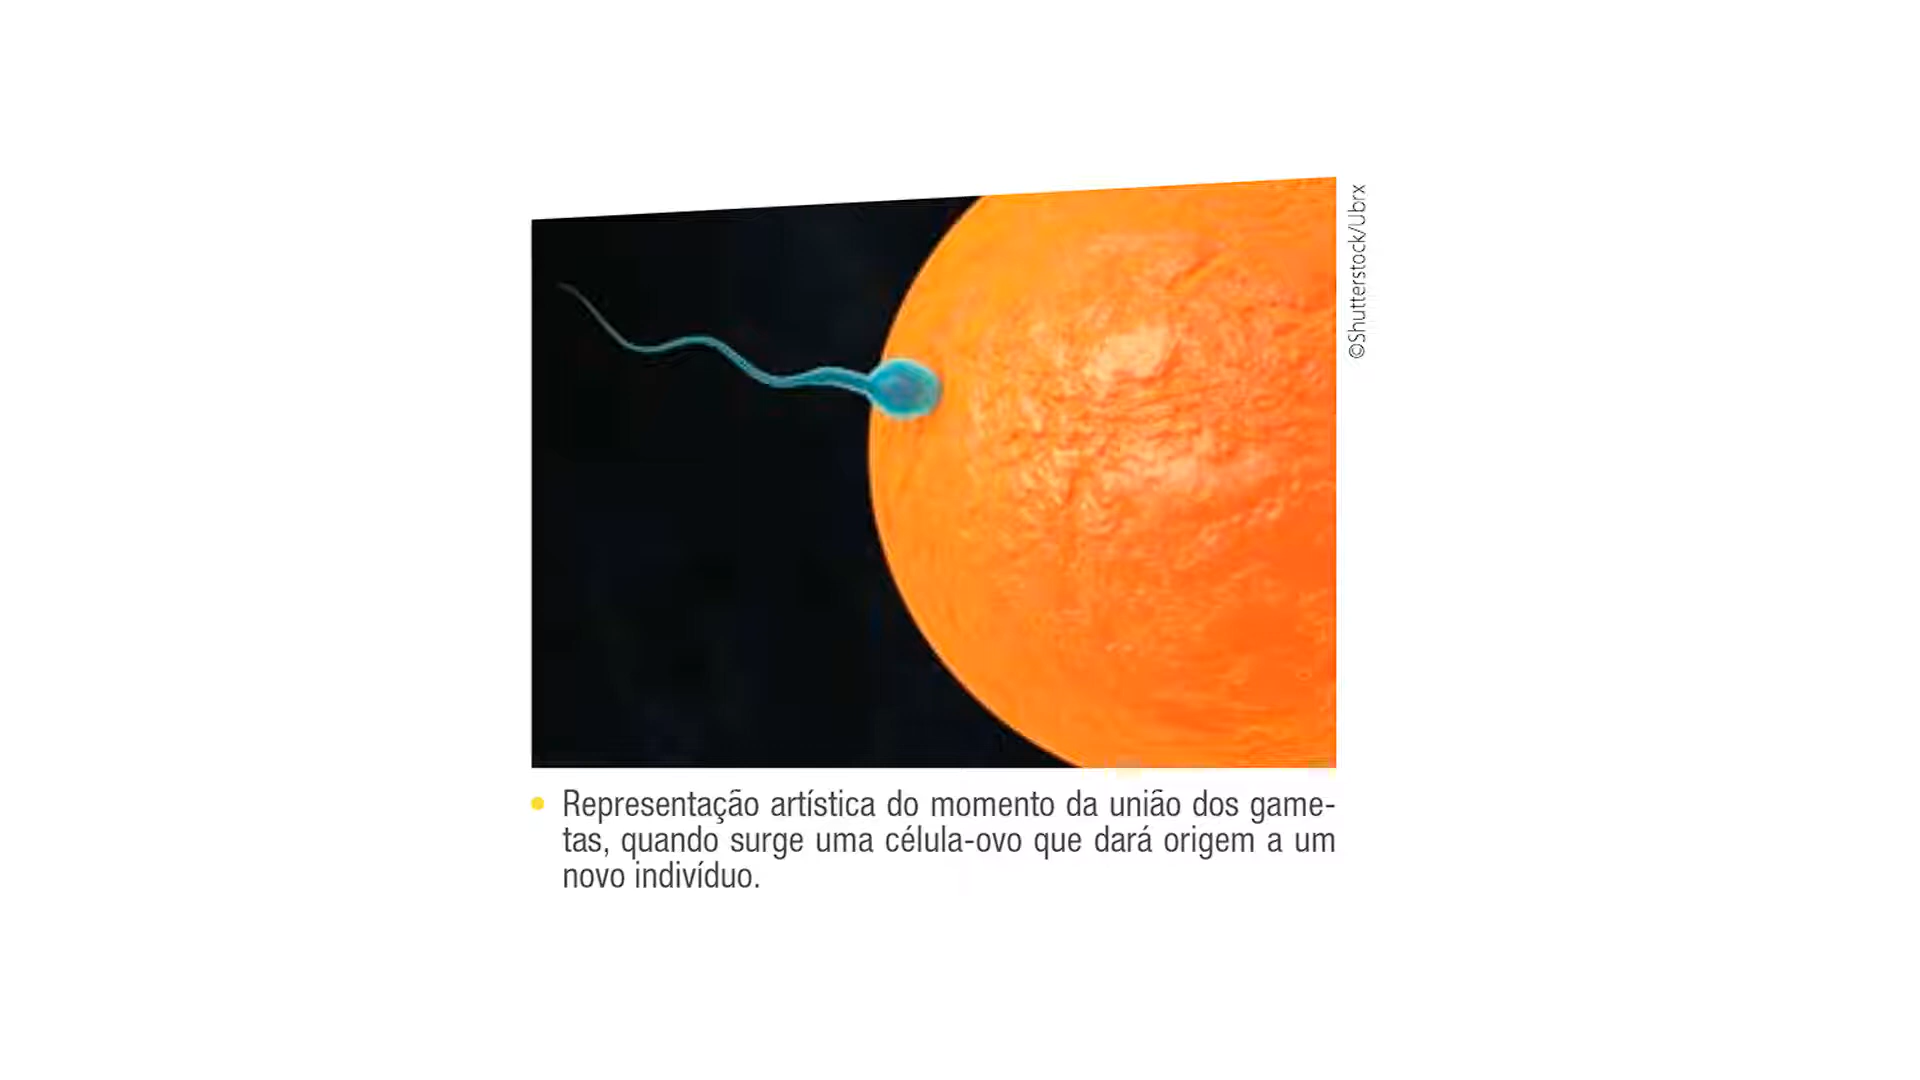 ©Shutterstock/Ubrx
Representação artística do momento da união dos game-
tas, quando surge uma célula-ovo que dará origem a um
novo indivíduo.